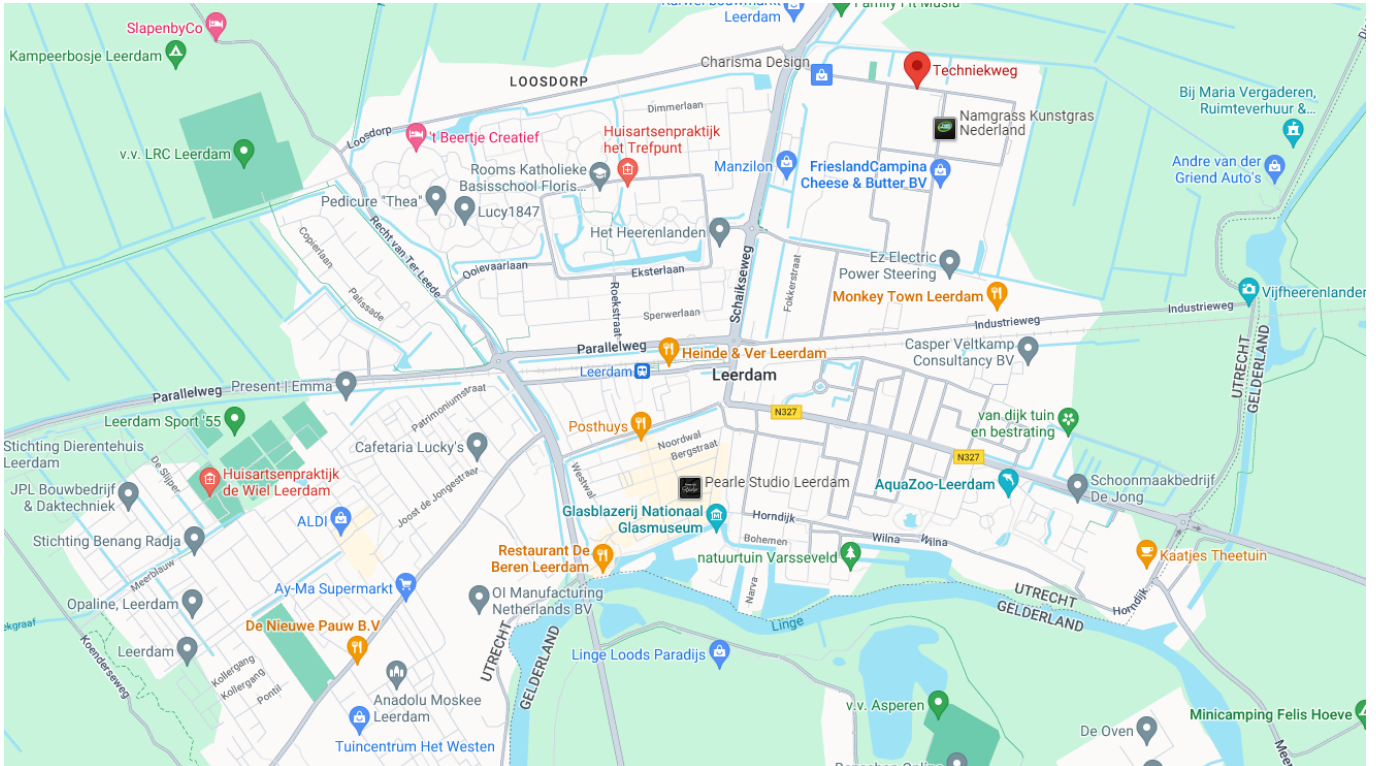 Karwei bouwmarkt
Leerdam
Family Fit Musiu
SlapenbyCo
Kampeerbosje Leerdam
Charisma Design
Techniekweg
LOOSDORP
Bij Maria Vergaderen,
Ruimteverhuur &...
Dimmerlaan
Namgrass Kunstgras
Nederland
Loosdorp
't Beertje Creatief
Huisartsenpraktijk
het Trefpunt
v.v. LRC Leerdam
Manzilon
FrieslandCampina
Cheese & Butter BV
Andre van der
Griend Auto's
Rooms Katholieke
Basisschool Floris...
Pedicure "Thea"
Lucy1847
Recht van Ter Leede
Copierlaan
Het Heerenlanden
Ez Electric
Power Steering
Ooievaarlaan
Eksterlaan
Schaikseweg
Fokkerstraat
Palissade
Roekstraat
Monkey Town Leerdam
Vijfheerenlanden
Sperwerlaan
Industrieweg
Industrieweg
Parallelweg
Heinde & Ver Leerdam
Casper Veltkamp
Consultancy BV
UTRECHT
GELDERLAND
Leerdam
Leerdam
Parallelweg
Present | Emma
Patrimoniumstraat
N327
Leerdam Sport '55
Posthuys
van dijk tuin
en bestrating
Stichting Dierentehuis
Leerdam
Cafetaria Lucky's
Noordwal
Bergstraat
N327
De Slijper
Huisartsenpraktijk
de Wiel Leerdam
Westwal
Pearle Studio Leerdam
AquaZoo-Leerdam
Schoonmaakbedrijf
De Jong
JPL Bouwbedrijf
& Daktechniek
Joost de Jongestraat
ALDI
Glasblazerij Nationaal
Glasmuseum
Horndijk
Stichting Benang Radja
Bohemen
Wilna
Wilna
Restaurant De
Beren Leerdam
natuurtuin Varsseveld
Kaatjes Theetuin
Meerblauw
Ay-Ma Supermarkt
OI Manufacturing
Netherlands BV
Narva
UTRECHT
GELDERLAND
Horndijk
Opaline, Leerdam
De Nieuwe Pauw B.V
Linge
ekgraaf
Leerdam
UTRECHT
GELDERLAND
Linge Loods Paradijs
Koenderseweg
Kollergang
Kollergang
Pontil
Anadolu Moskee
Leerdam
v.v. Asperen
Minicamping Felis Hoeve
De Oven
Tuincentrum Het Westen